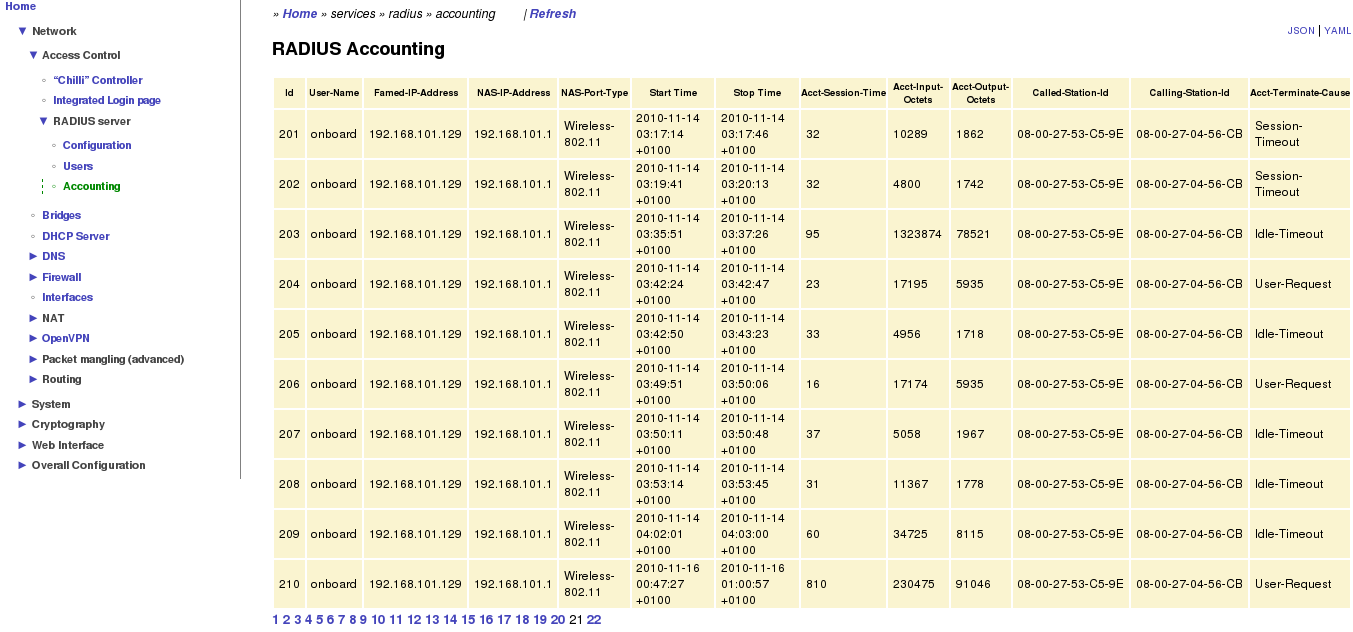 Home
▼ Network
▼ Access Control
◦ “Chilli” Controller
◦ Integrated Login page
▼ RADIUS server
◦ Configuration
◦ Users
◦ Accounting
◦ Bridges
◦ DHCP Server
► DNS
► Firewall
◦ Interfaces
► NAT
► OpenVPN
► Packet mangling (advanced)
► Routing
► System
► Cryptography
► Web Interface
► Overall Configuration
» Home » services » radius » accounting | Refresh
JSON | YAML
RADIUS Accounting
Id User-Name Famed-IP-Address NAS-IP-Address NAS-Port-Type Start Time Stop Time Acct-Session-Time Acct-Input-Octets Acct-Output-Octets Called-Station-Id Calling-Station-Id Acct-Terminate-Cause
201 onboard 192.168.101.129 192.168.101.1 Wireless-802.11 2010-11-14 03:17:14 +0100 2010-11-14 03:17:46 +0100 32 10289 1862 08-00-27-53-C5-9E 08-00-27-04-56-CB Session-Timeout
202 onboard 192.168.101.129 192.168.101.1 Wireless-802.11 2010-11-14 03:19:41 +0100 2010-11-14 03:20:13 +0100 32 4800 1742 08-00-27-53-C5-9E 08-00-27-04-56-CB Session-Timeout
203 onboard 192.168.101.129 192.168.101.1 Wireless-802.11 2010-11-14 03:35:51 +0100 2010-11-14 03:37:26 +0100 95 1323874 78521 08-00-27-53-C5-9E 08-00-27-04-56-CB Idle-Timeout
204 onboard 192.168.101.129 192.168.101.1 Wireless-802.11 2010-11-14 03:42:24 +0100 2010-11-14 03:42:47 +0100 23 17195 5935 08-00-27-53-C5-9E 08-00-27-04-56-CB User-Request
205 onboard 192.168.101.129 192.168.101.1 Wireless-802.11 2010-11-14 03:42:50 +0100 2010-11-14 03:43:23 +0100 33 4956 1718 08-00-27-53-C5-9E 08-00-27-04-56-CB Idle-Timeout
206 onboard 192.168.101.129 192.168.101.1 Wireless-802.11 2010-11-14 03:49:51 +0100 2010-11-14 03:50:06 +0100 16 17174 5935 08-00-27-53-C5-9E 08-00-27-04-56-CB User-Request
207 onboard 192.168.101.129 192.168.101.1 Wireless-802.11 2010-11-14 03:50:11 +0100 2010-11-14 03:50:48 +0100 37 5058 1967 08-00-27-53-C5-9E 08-00-27-04-56-CB Idle-Timeout
208 onboard 192.168.101.129 192.168.101.1 Wireless-802.11 2010-11-14 03:53:14 +0100 2010-11-14 03:53:45 +0100 31 11367 1778 08-00-27-53-C5-9E 08-00-27-04-56-CB Idle-Timeout
209 onboard 192.168.101.129 192.168.101.1 Wireless-802.11 2010-11-14 04:02:01 +0100 2010-11-14 04:03:00 +0100 60 34725 8115 08-00-27-53-C5-9E 08-00-27-04-56-CB Idle-Timeout
210 onboard 192.168.101.129 192.168.101.1 Wireless-802.11 2010-11-16 00:47:27 +0100 2010-11-16 01:00:57 +0100 810 230475 91046 08-00-27-53-C5-9E 08-00-27-04-56-CB User-Request
1 2 3 4 5 6 7 8 9 10 11 12 13 14 15 16 17 18 19 20 21 22